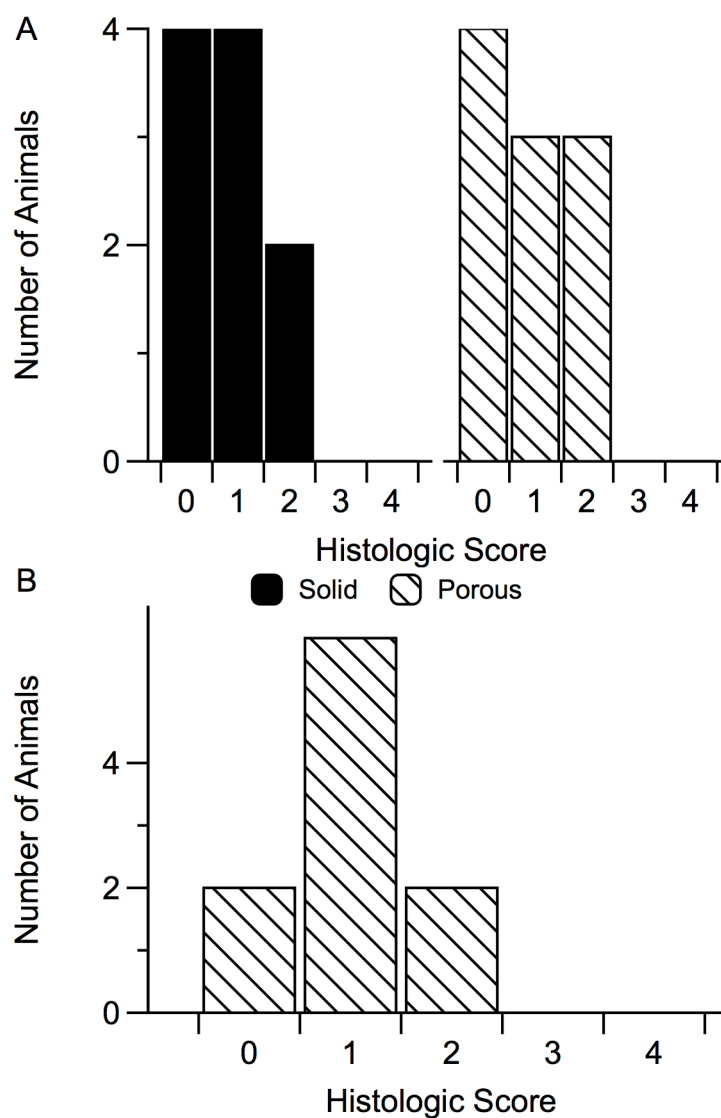 A
Number of Animals
4
2
0
0 1 2 3 4 0 1 2 3 4
Histologic Score
Solid Porous
B
Number of Animals
4
2
0
0 1 2 3 4
Histologic Score